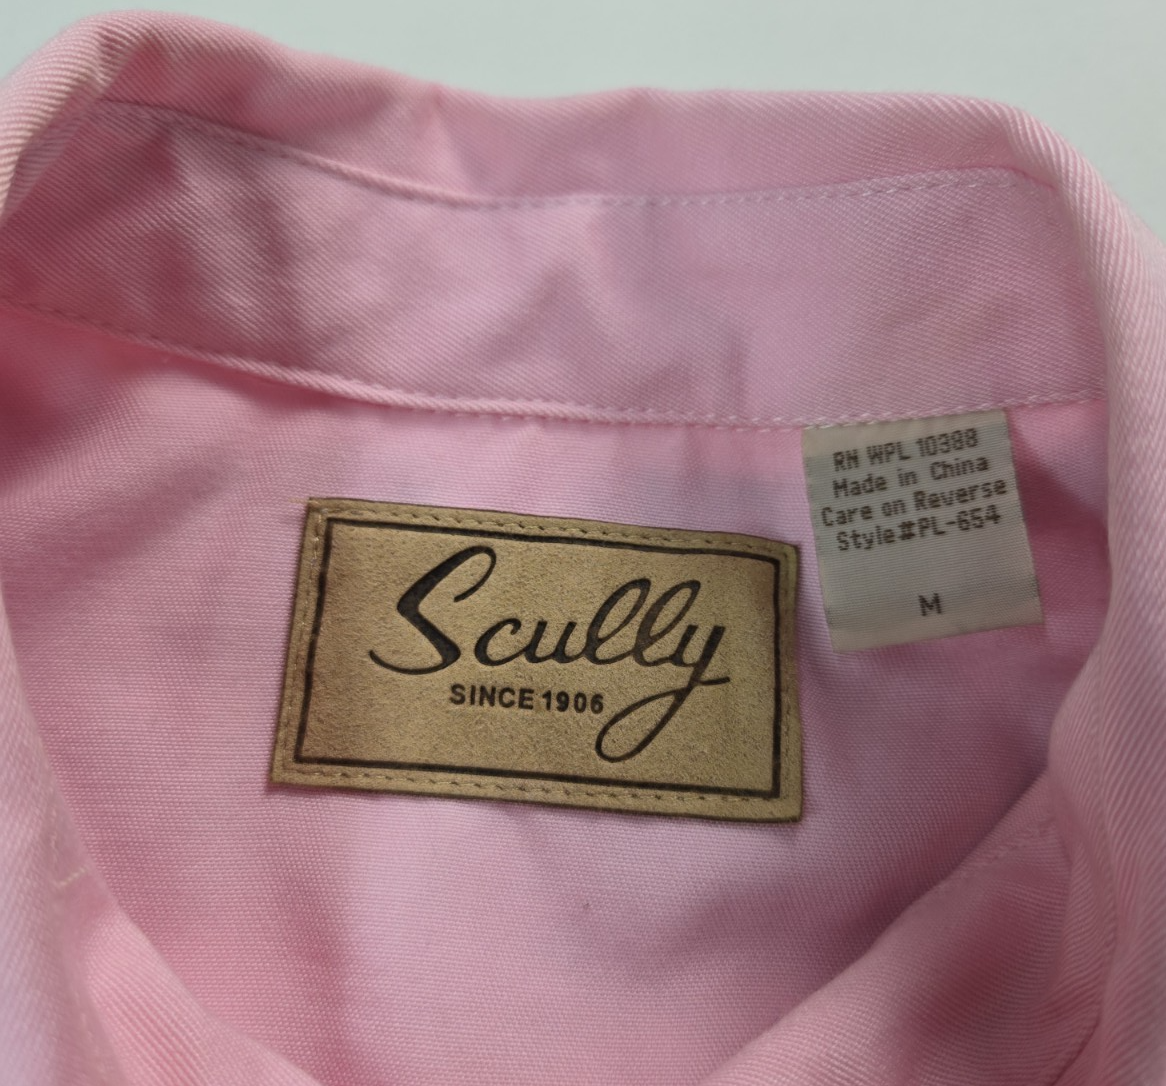 Scully
SINCE 1906
RN WPL 10388
Made in China
Care on Reverse
Style#PL-654
M